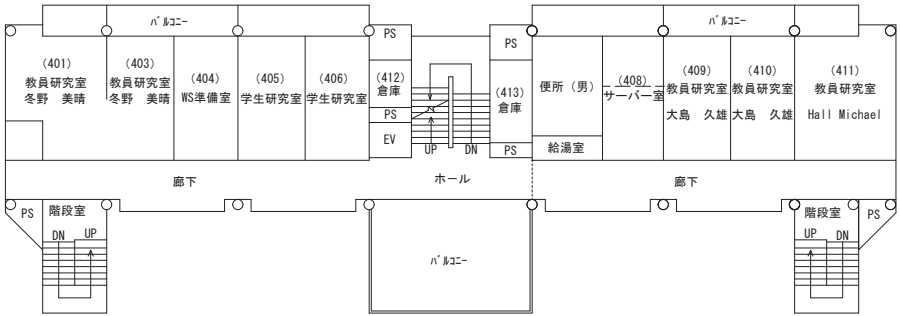 バルコニー
バルコニー
(401)
教員研究室
冬野 美晴
(403)
教員研究室
冬野 美晴
(404)
WS準備室
(405)
学生研究室
(406)
学生研究室
PS
(412)
倉庫
PS
EV
UP
DN
PS
(413)
倉庫
PS
便所(男)
給湯室
(408)
サーバー室
(409)
教員研究室
大島 久雄
(410)
教員研究室
大島 久雄
(411)
教員研究室
Hall Michael
廊下
ホール
廊下
PS
階段室
DN
UP
バルコニー
階段室
PS
UP
DN